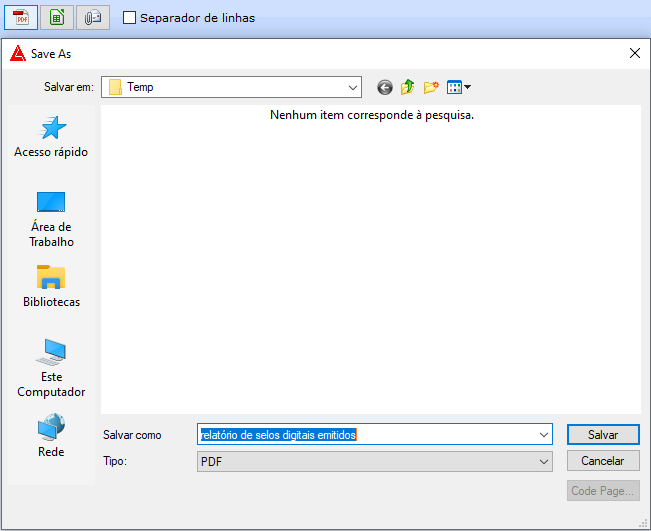 PDF
Separador de linhas
Save As
Salvar em:
Temp
Nenhum item corresponde à pesquisa.
Acesso rápido
Área de
Trabalho
Bibliotecas
Este
Computador
Rede
Salvar como
relatório de selos digitais emitidos
Salvar
Tipo:
PDF
Cancelar
Code Page...